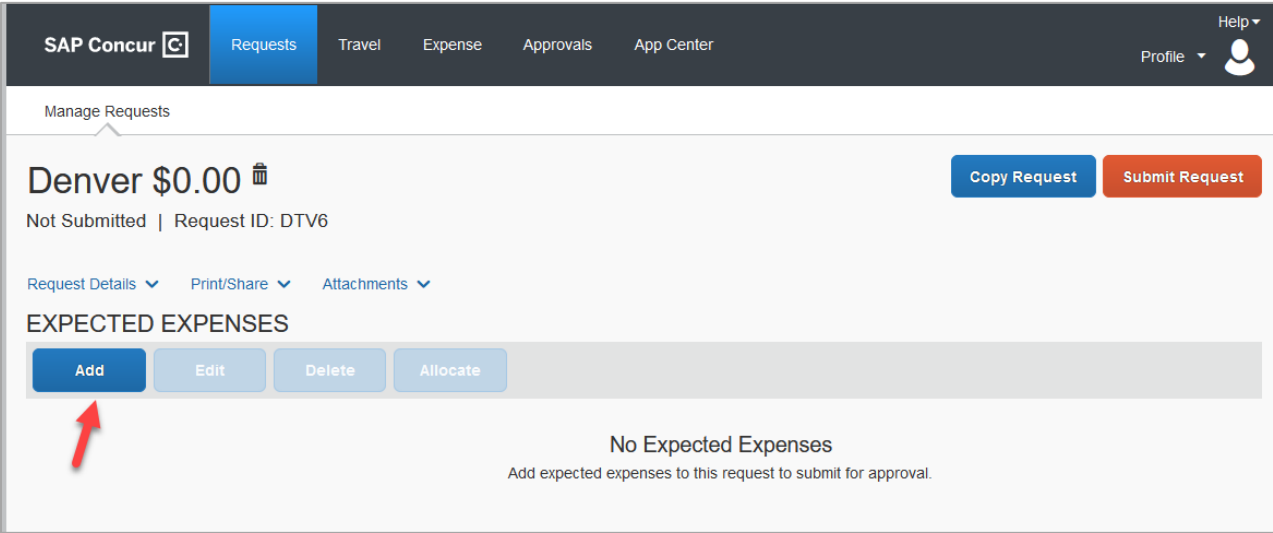 Help
SAP Concur C Requests Travel Expense Approvals App Center Profile
Manage Requests
Denver $0.00
Copy Request Submit Request
Not Submitted | Request ID: DTV6
Request Details Print/Share Attachments
EXPECTED EXPENSES
Add Edit Delete Allocate
No Expected Expenses
Add expected expenses to this request to submit for approval.